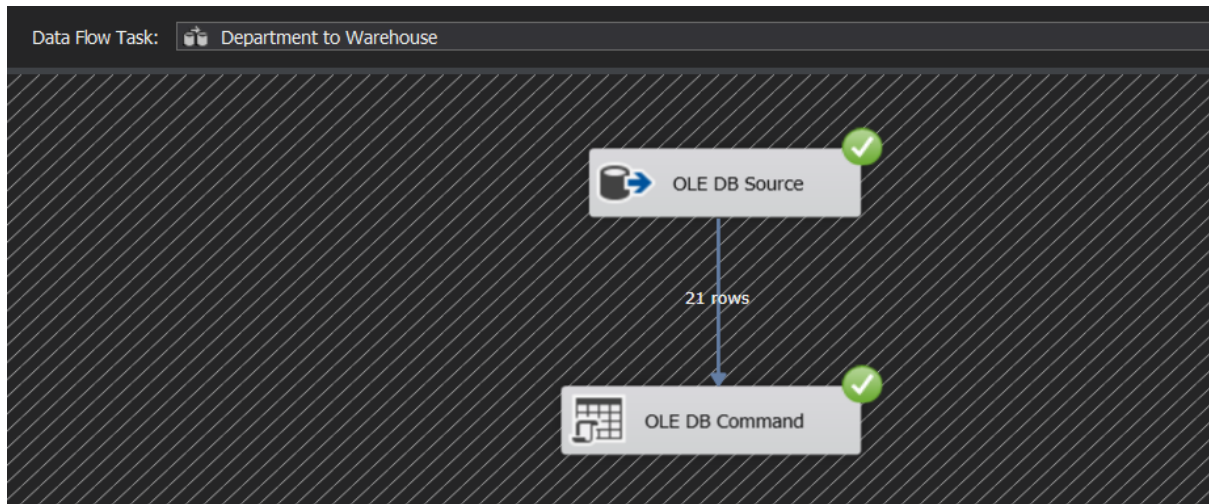 Data Flow Task: Department to Warehouse
OLE DB Source
21 rows
OLE DB Command